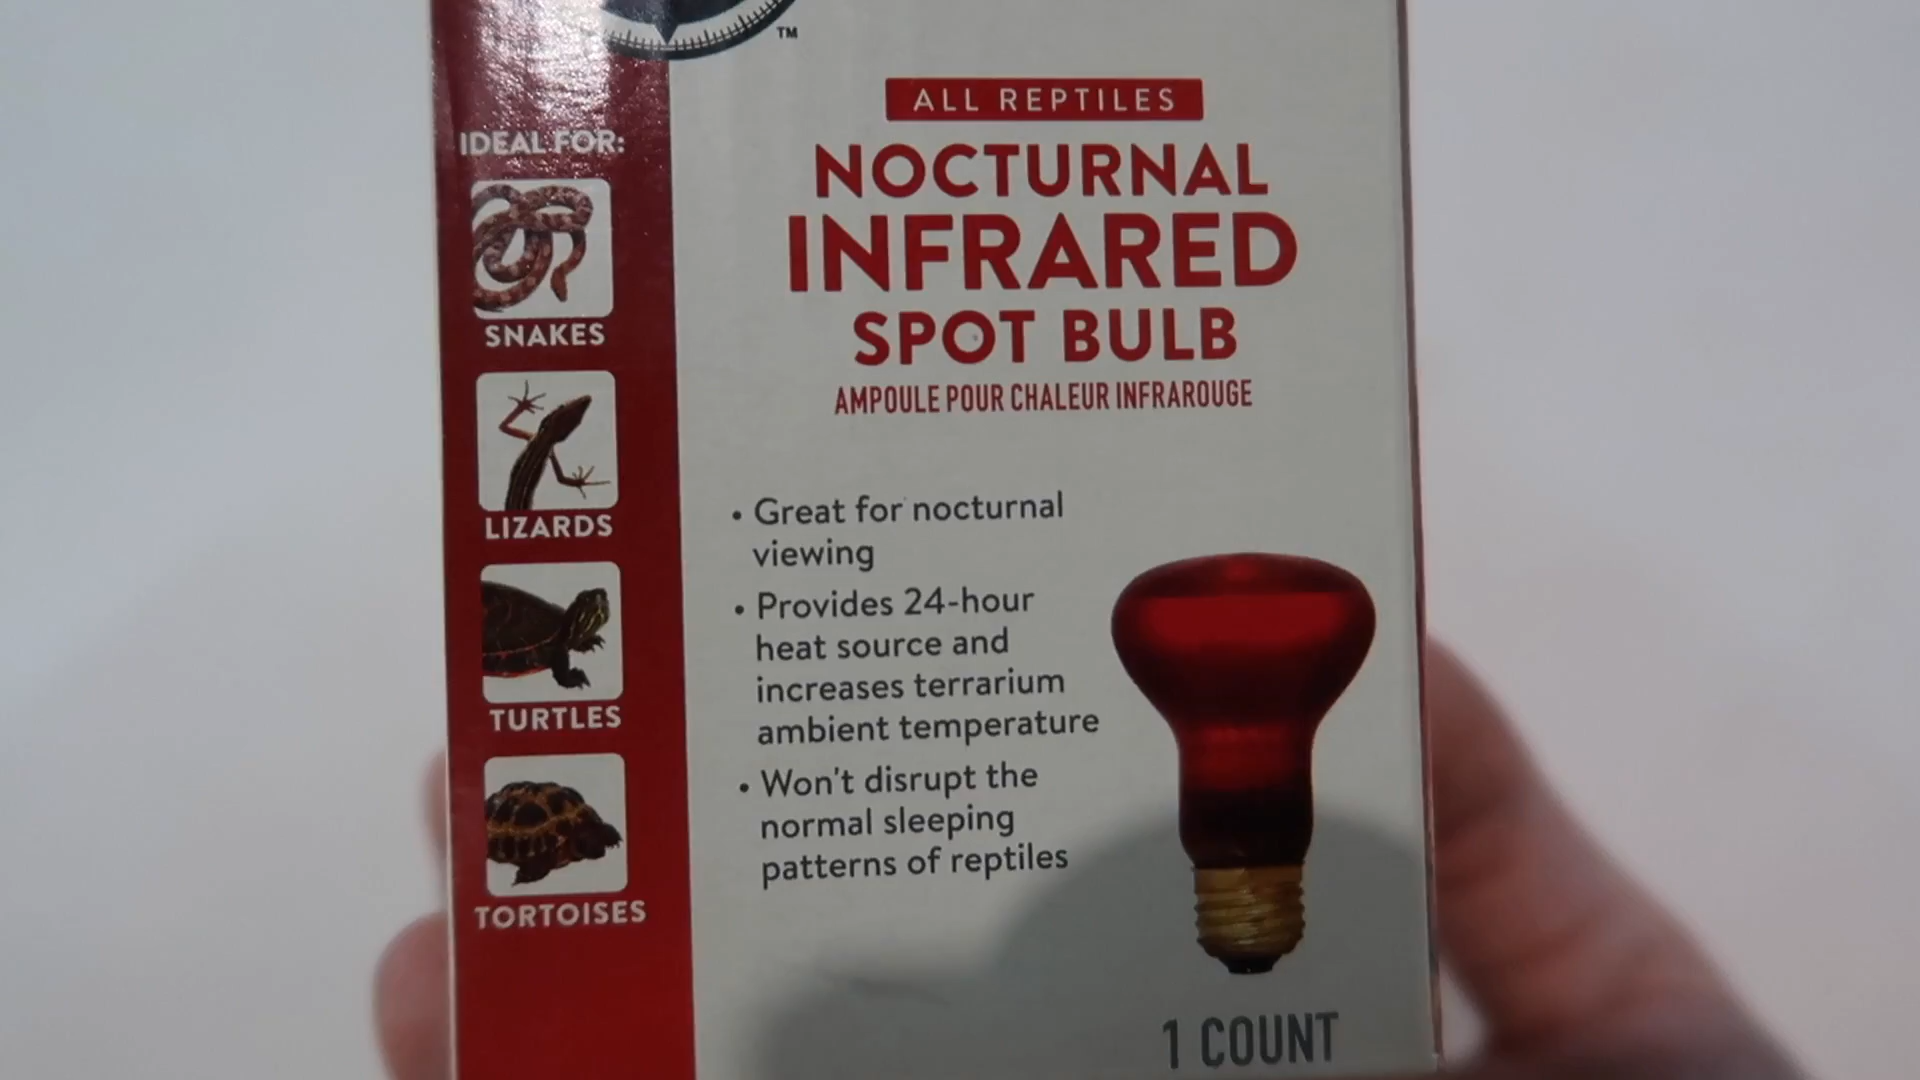 TM
ALL REPTILES
NOCTURNAL
INFRARED
SPOT BULB
AMPOULE POUR CHALEUR INFRAROUGE
IDEAL FOR:
SNAKES
LIZARDS
TURTLES
TORTOISES
• Great for nocturnal
viewing
• Provides 24-hour
heat source and
increases terrarium
ambient temperature
• Won't disrupt the
normal sleeping
patterns of reptiles
1 COUNT